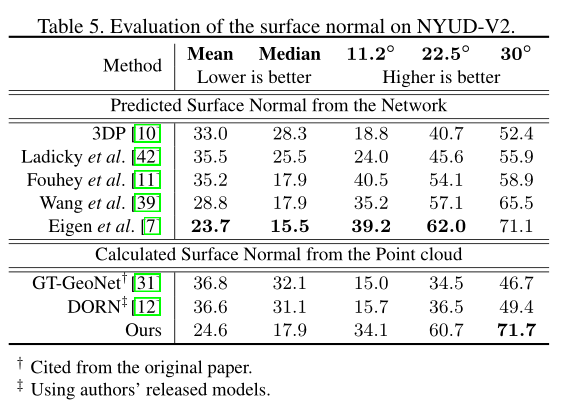 Table 5. Evaluation of the surface normal on NYUD-V2.
Method Mean Median 11.2° 22.5° 30°
Lower is better Higher is better
Predicted Surface Normal from the Network
3DP [10] 33.0 28.3 18.8 40.7 52.4
Ladicky et al. [42] 35.5 25.5 24.0 45.6 55.9
Fouhey et al. [11] 35.2 17.9 40.5 54.1 58.9
Wang et al. [39] 28.8 17.9 35.2 57.1 65.5
Eigen et al. [7] 23.7 15.5 39.2 62.0 71.1
Calculated Surface Normal from the Point cloud
GT-GeoNet† [31] 36.8 32.1 15.0 34.5 46.7
DORN‡ [12] 36.6 31.1 15.7 36.5 49.4
Ours 24.6 17.9 34.1 60.7 71.7
† Cited from the original paper.
‡ Using authors' released models.